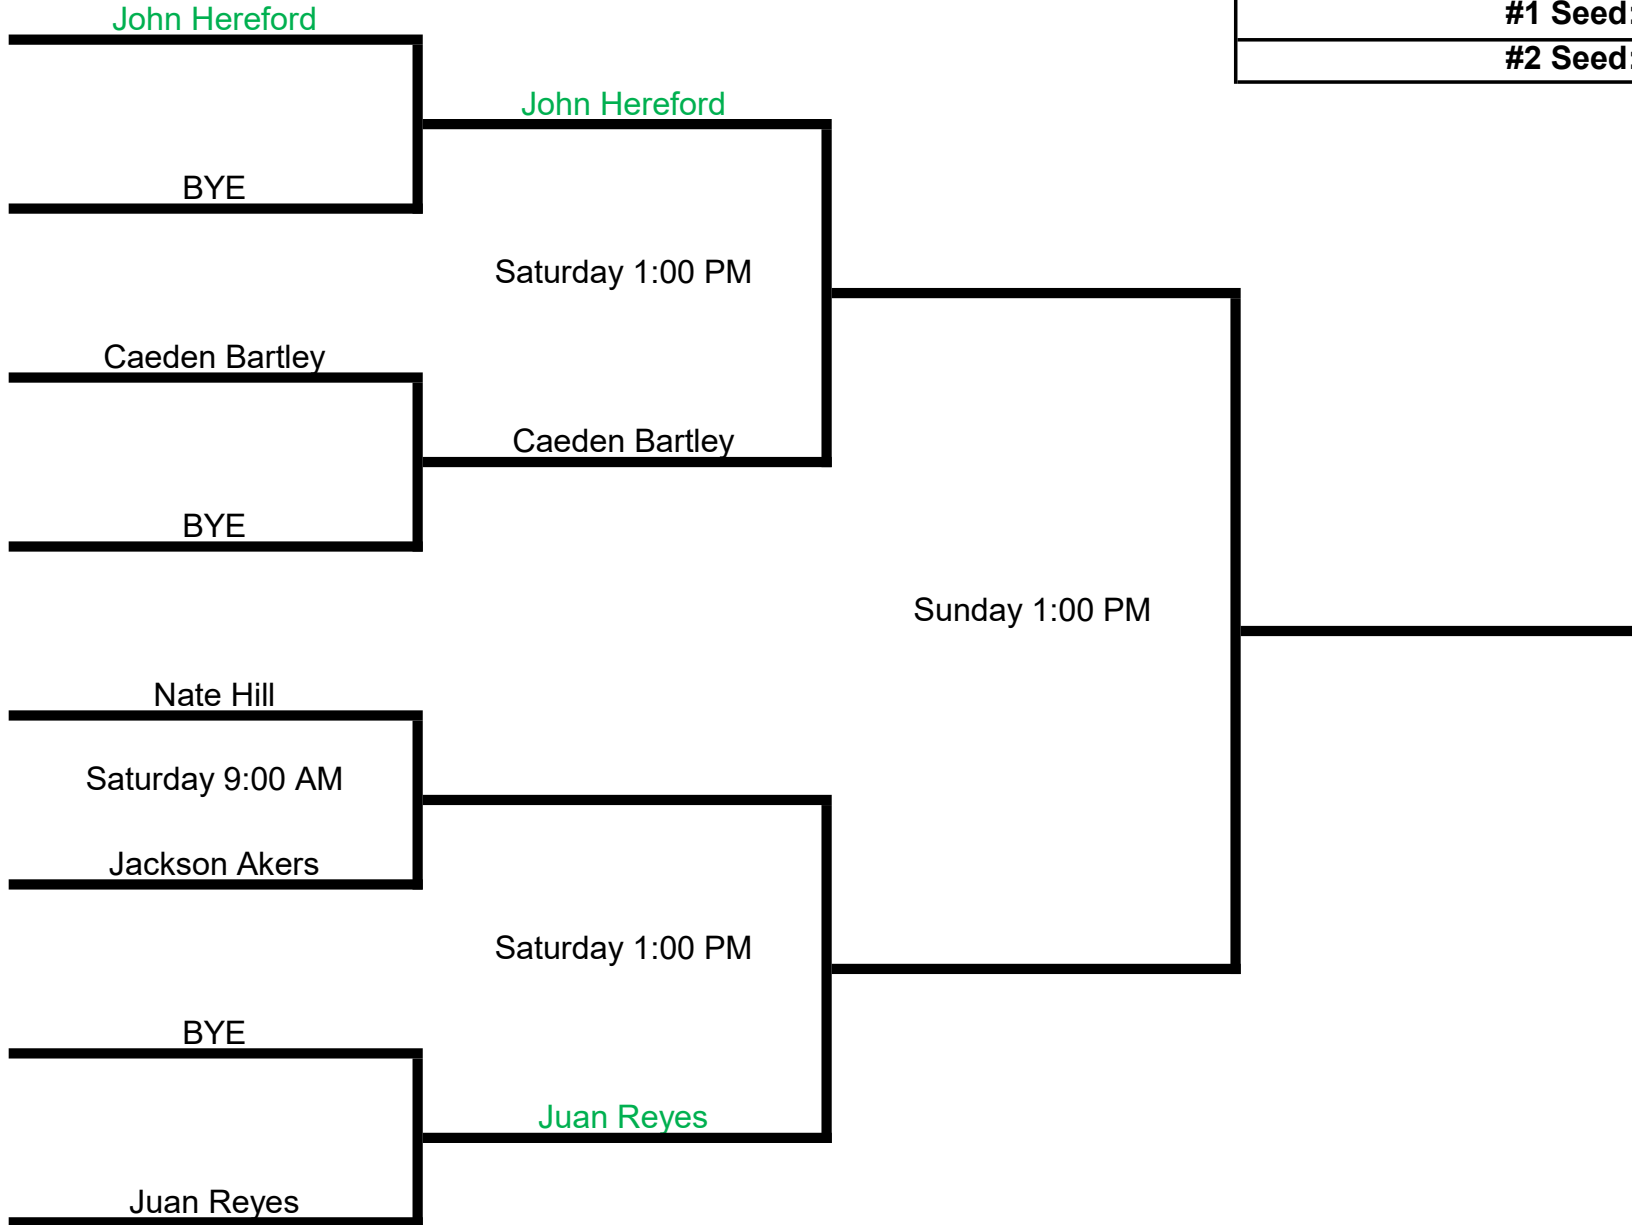 John Hereford
#1 Seed:
#2 Seed:
John Hereford
BYE
Saturday 1:00 PM
Caeden Bartley
Caeden Bartley
BYE
Sunday 1:00 PM
Nate Hill
Saturday 9:00 AM
Jackson Akers
Saturday 1:00 PM
BYE
Juan Reyes
Juan Reyes